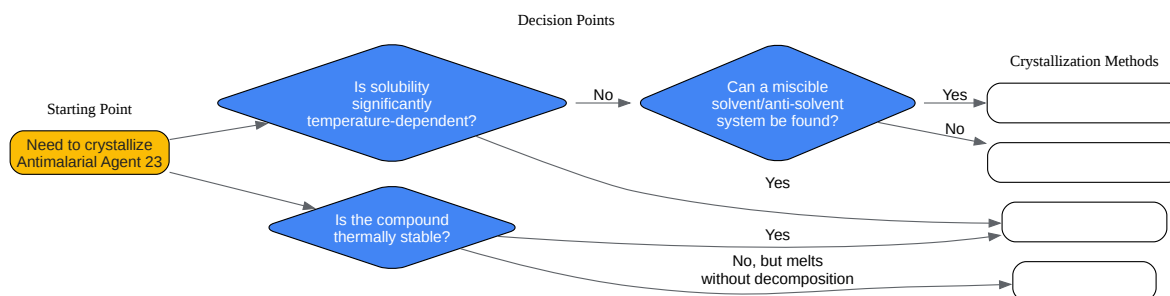 Decision Points
Crystallization Methods
Starting Point
Need to crystallize
Antimalarial Agent 23
Is solubility
significantly
temperature-dependent?
No
Can a miscible
solvent/anti-solvent
system be found?
Yes
No
Yes
Is the compound
thermally stable?
Yes
No, but melts
without decomposition